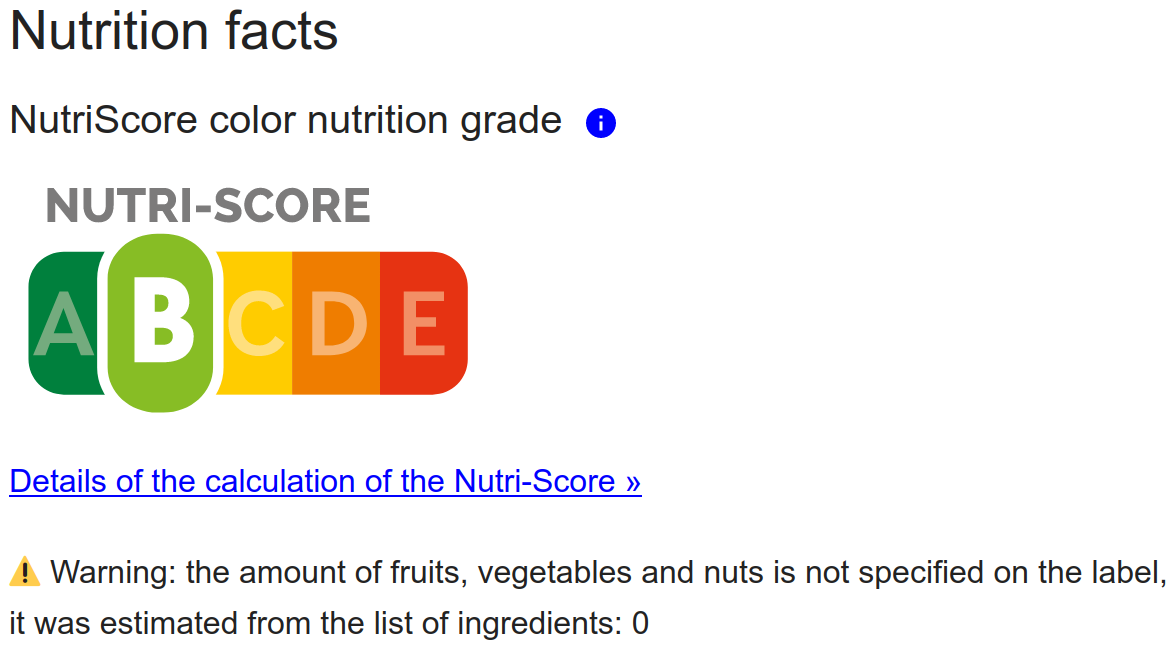 Nutrition facts
NutriScore color nutrition grade
NUTRI-SCORE
A B C D E
Details of the calculation of the Nutri-Score »
Warning: the amount of fruits, vegetables and nuts is not specified on the label,
it was estimated from the list of ingredients: 0